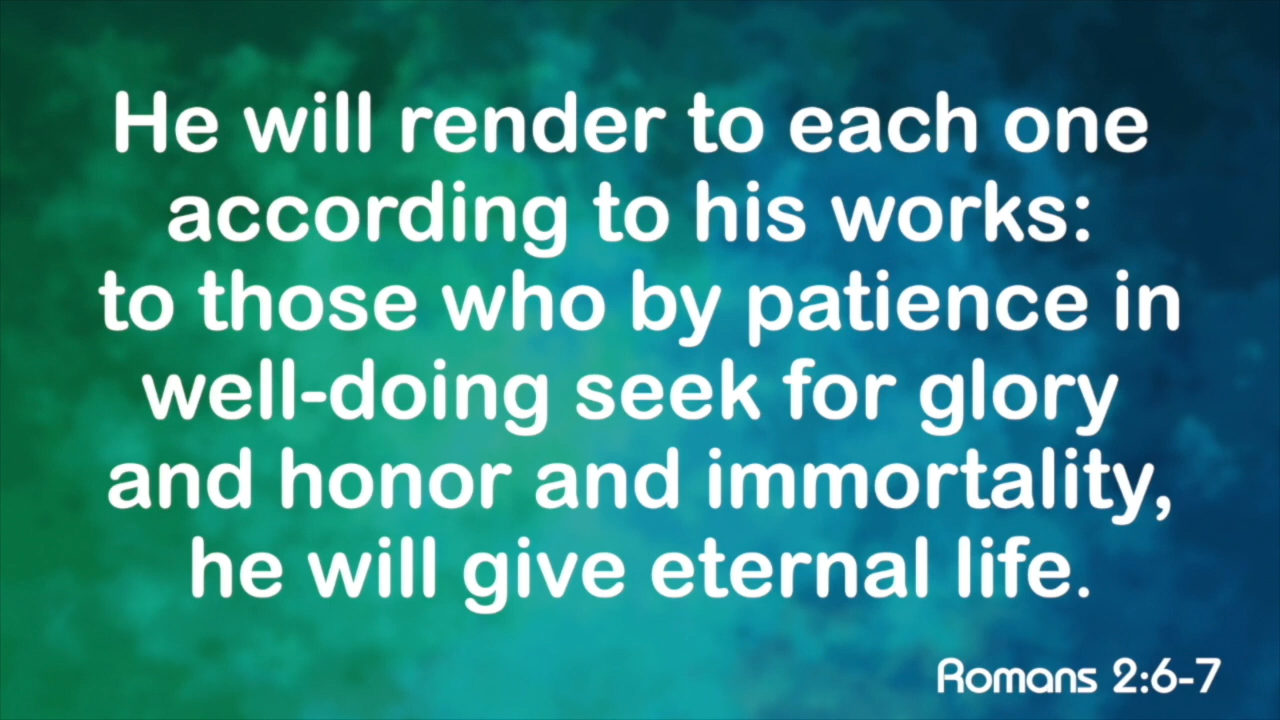 He will render to each one
according to his works:
to those who by patience in
well-doing seek for glory
and honor and immortality,
he will give eternal life.
Romans 2:6-7